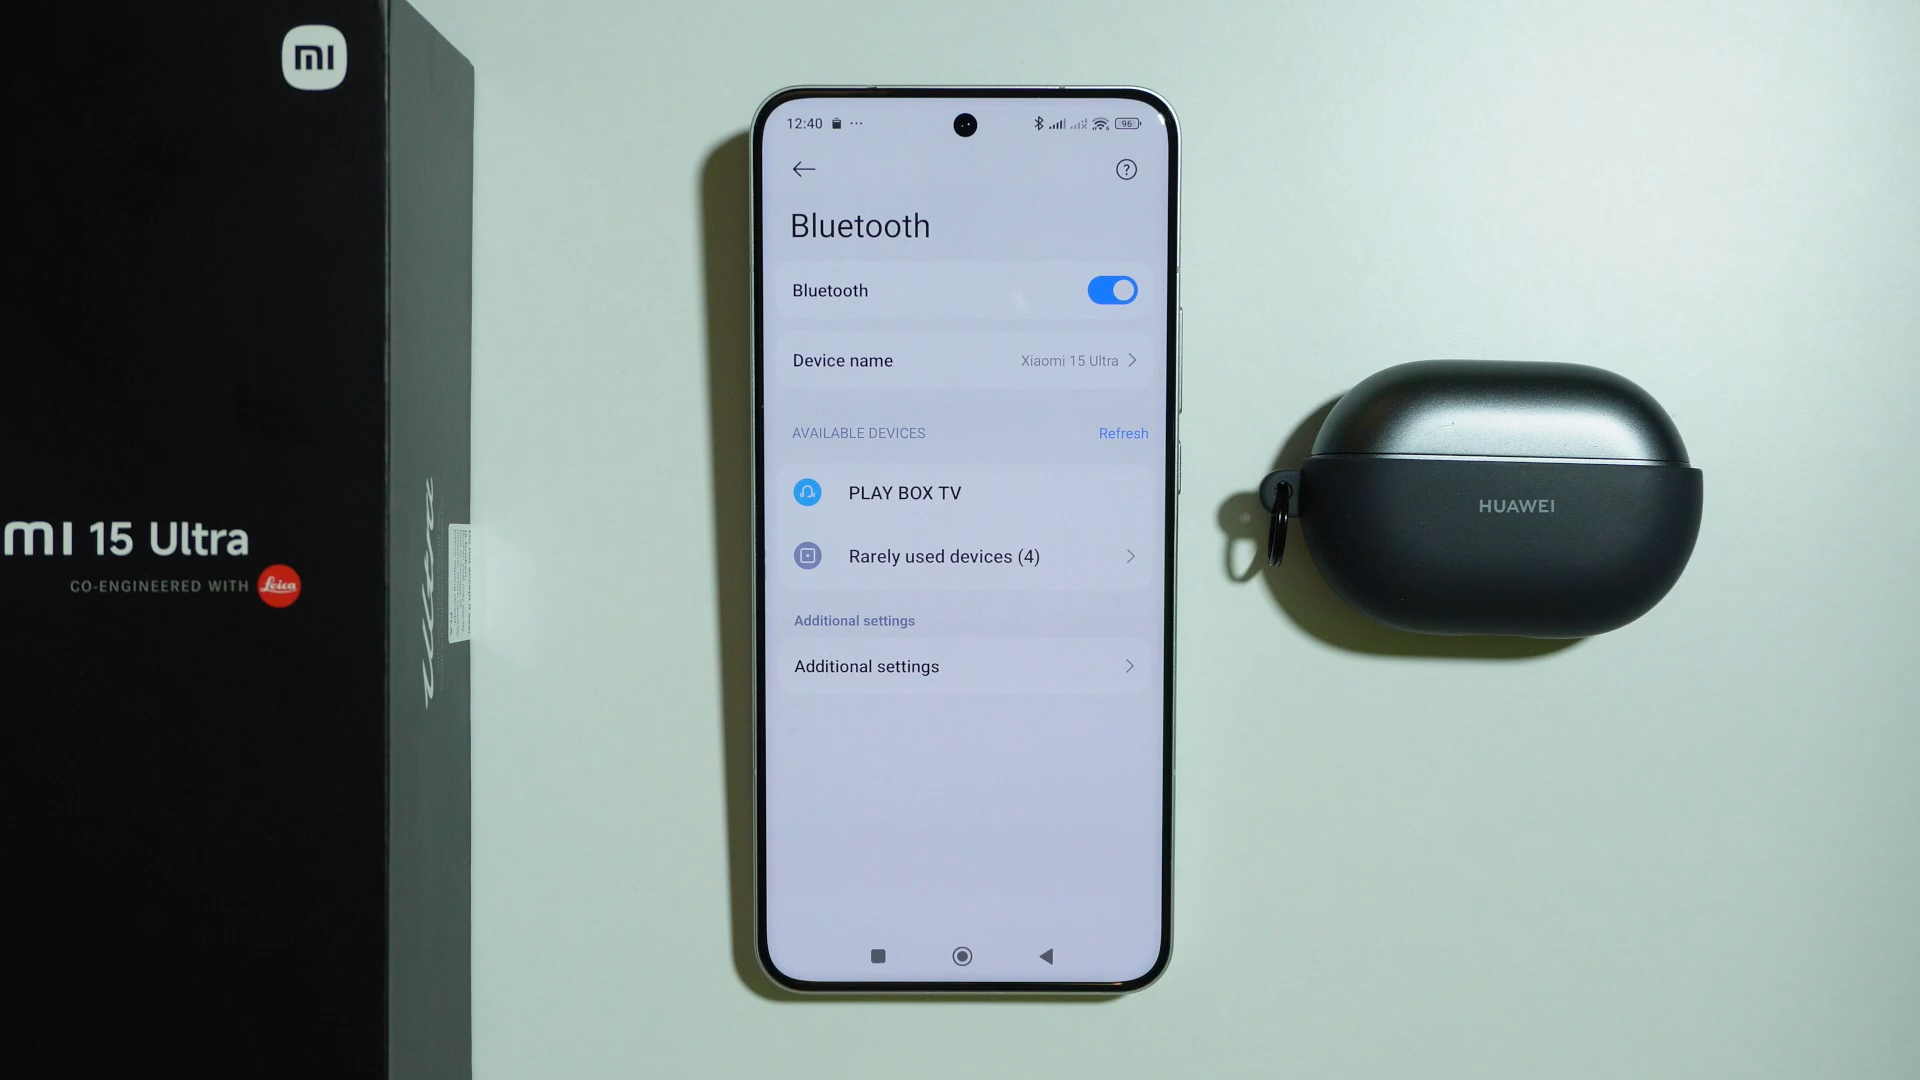 mi
mi 15 Ultra
CO-ENGINEERED WITH
Leica
Ultra
12:40
96
Bluetooth
Bluetooth
Device name
Xiaomi 15 Ultra
AVAILABLE DEVICES
Refresh
PLAY BOX TV
Rarely used devices (4)
Additional settings
Additional settings
HUAWEI